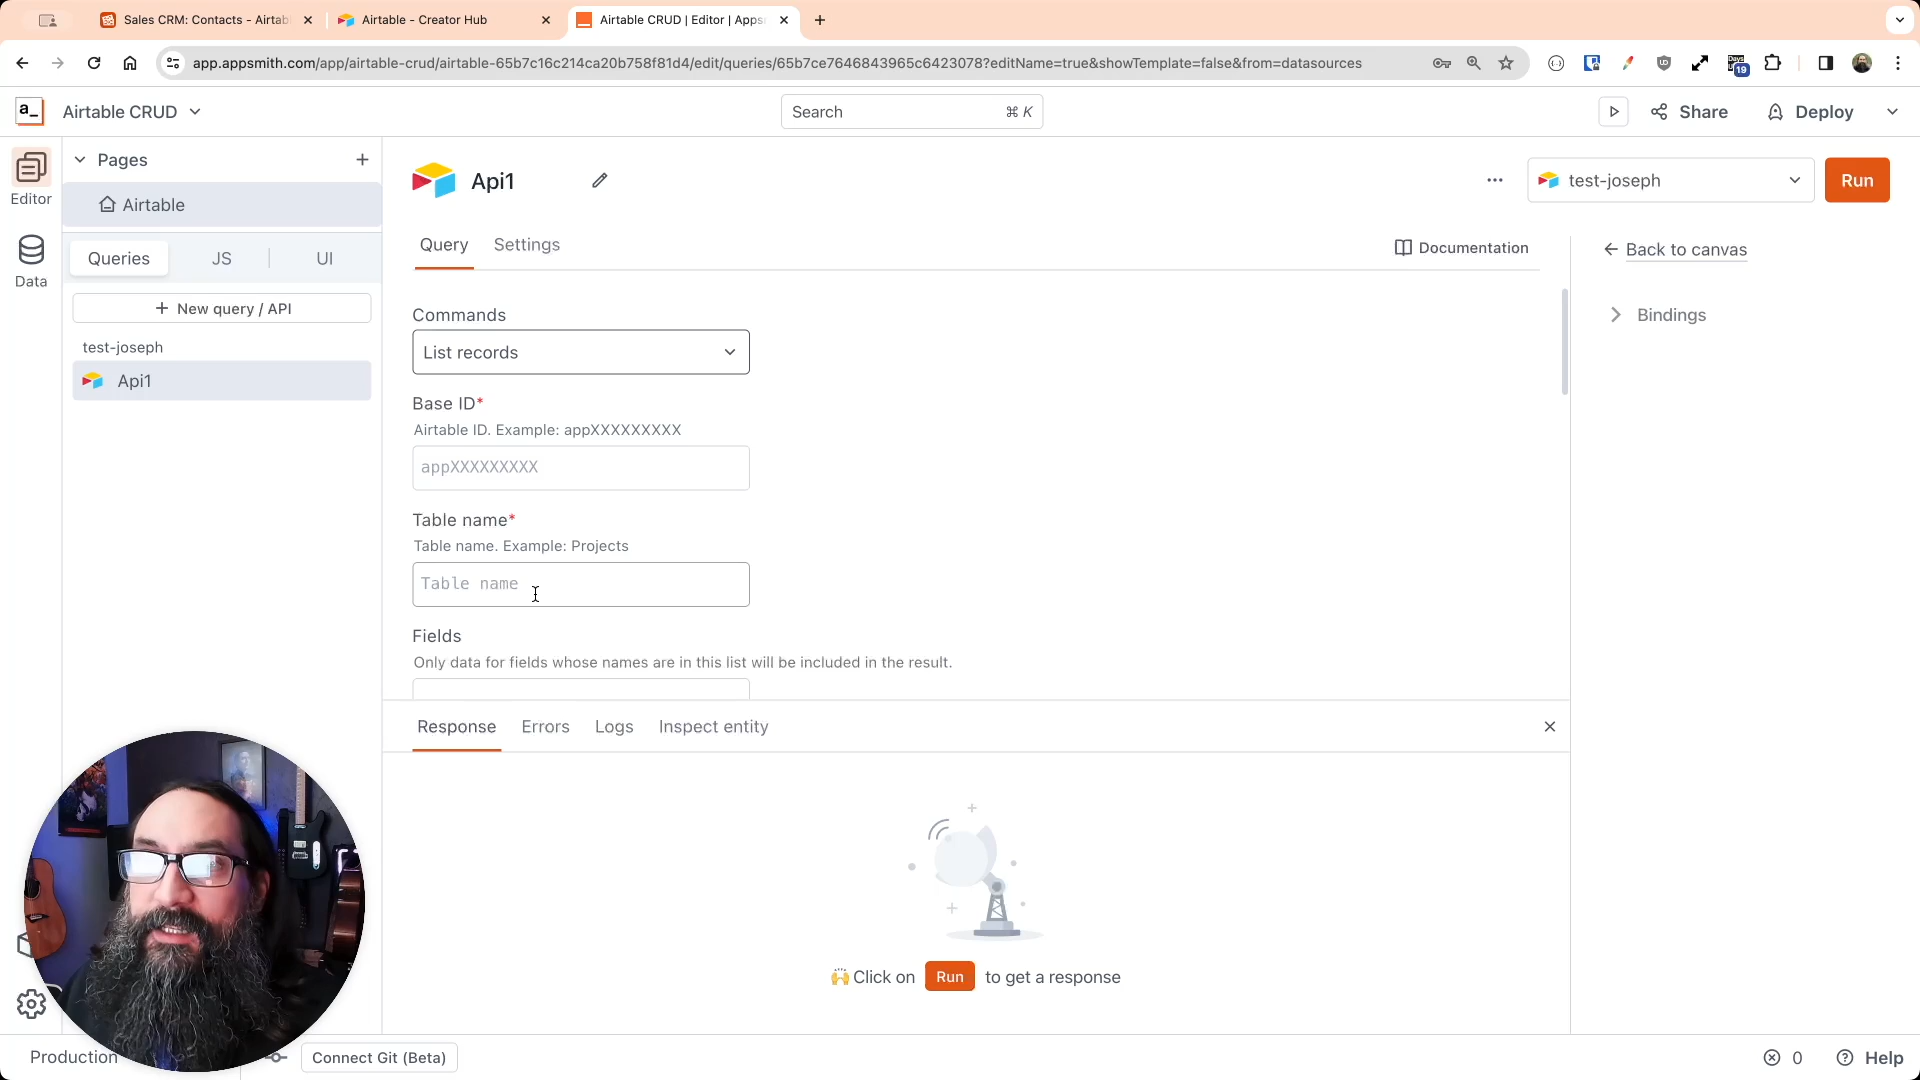 Sales CRM: Contacts - Airtab
Airtable - Creator Hub
Airtable CRUD | Editor | Apps
app.appsmith.com/app/airtable-crud/airtable-65b7c16c214ca20b758f81d4/edit/queries/65b7ce7646843965c6423078?editName=true&showTemplate=false&from=datasources
19
a_
Airtable CRUD
Search ⌘ K
Share
Deploy
Editor
Data
Pages
Airtable
Queries
JS
UI
New query / API
test-joseph
Api1
Api1
test-joseph
Run
Query
Settings
Documentation
Back to canvas
Bindings
Commands
List records
Base ID*
Airtable ID. Example: appXXXXXXXXX
appXXXXXXXXX
Table name*
Table name. Example: Projects
Table name
Fields
Only data for fields whose names are in this list will be included in the result.
Response
Errors
Logs
Inspect entity
🙌 Click on Run to get a response
Production
Connect Git (Beta)
0
Help